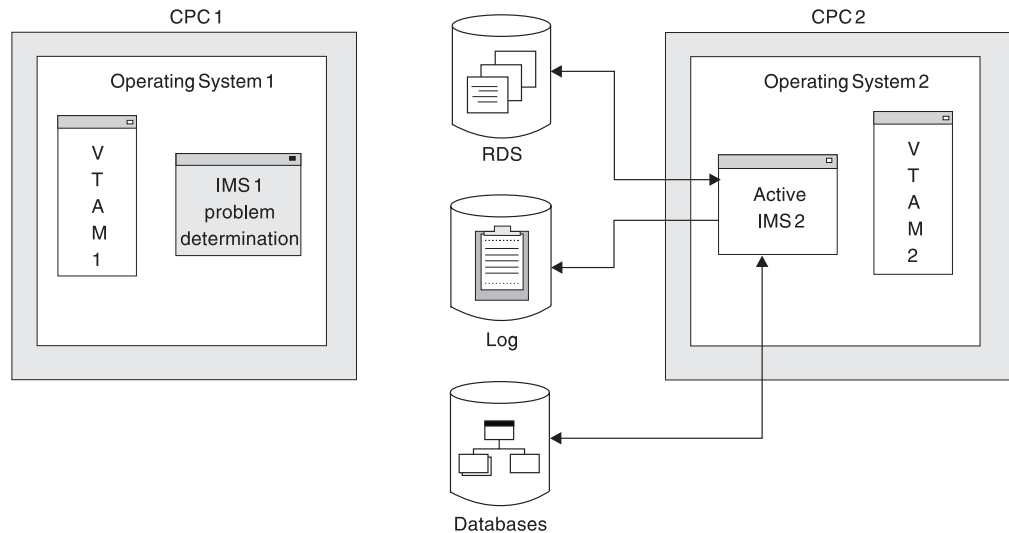 CPC 1
Operating System 1
V
T
A
M
1
IMS 1
problem
determination
RDS
Log
Databases
CPC 2
Operating System 2
Active
IMS 2
V
T
A
M
2